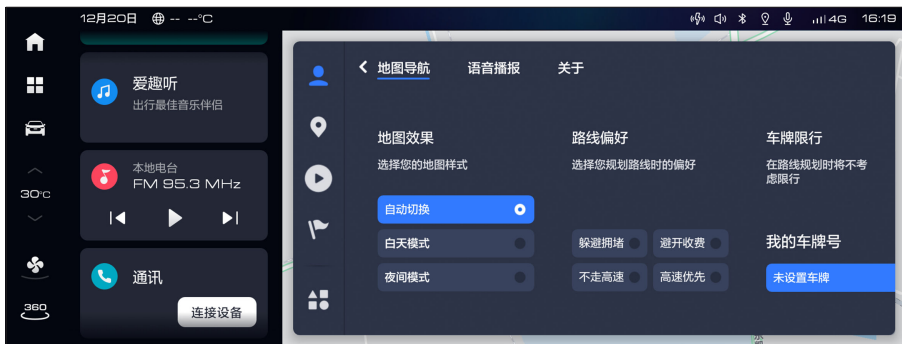 12月20日 -- --°C
4G 16:19
爱趣听
出行最佳音乐伴侣
本地电台
FM 95.3 MHz
30°C
通讯
连接设备
360
地图导航 语音播报 关于
地图效果
选择您的地图样式
自动切换
白天模式
夜间模式
路线偏好
选择您规划路线时的偏好
躲避拥堵 避开收费
不走高速 高速优先
车牌限行
在路线规划时将不考
虑限行
我的车牌号
未设置车牌